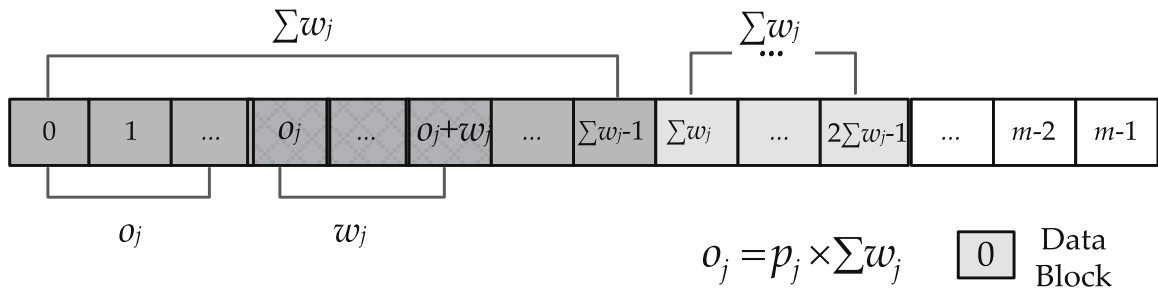 ∑wⱼ ∑wⱼ
...
0 1 ... oⱼ ... oⱼ+wⱼ ... ∑wⱼ-1 ∑wⱼ ... 2∑wⱼ-1 ... m-2 m-1
oⱼ wⱼ
oⱼ = pⱼ × ∑wⱼ 0 Data
Block